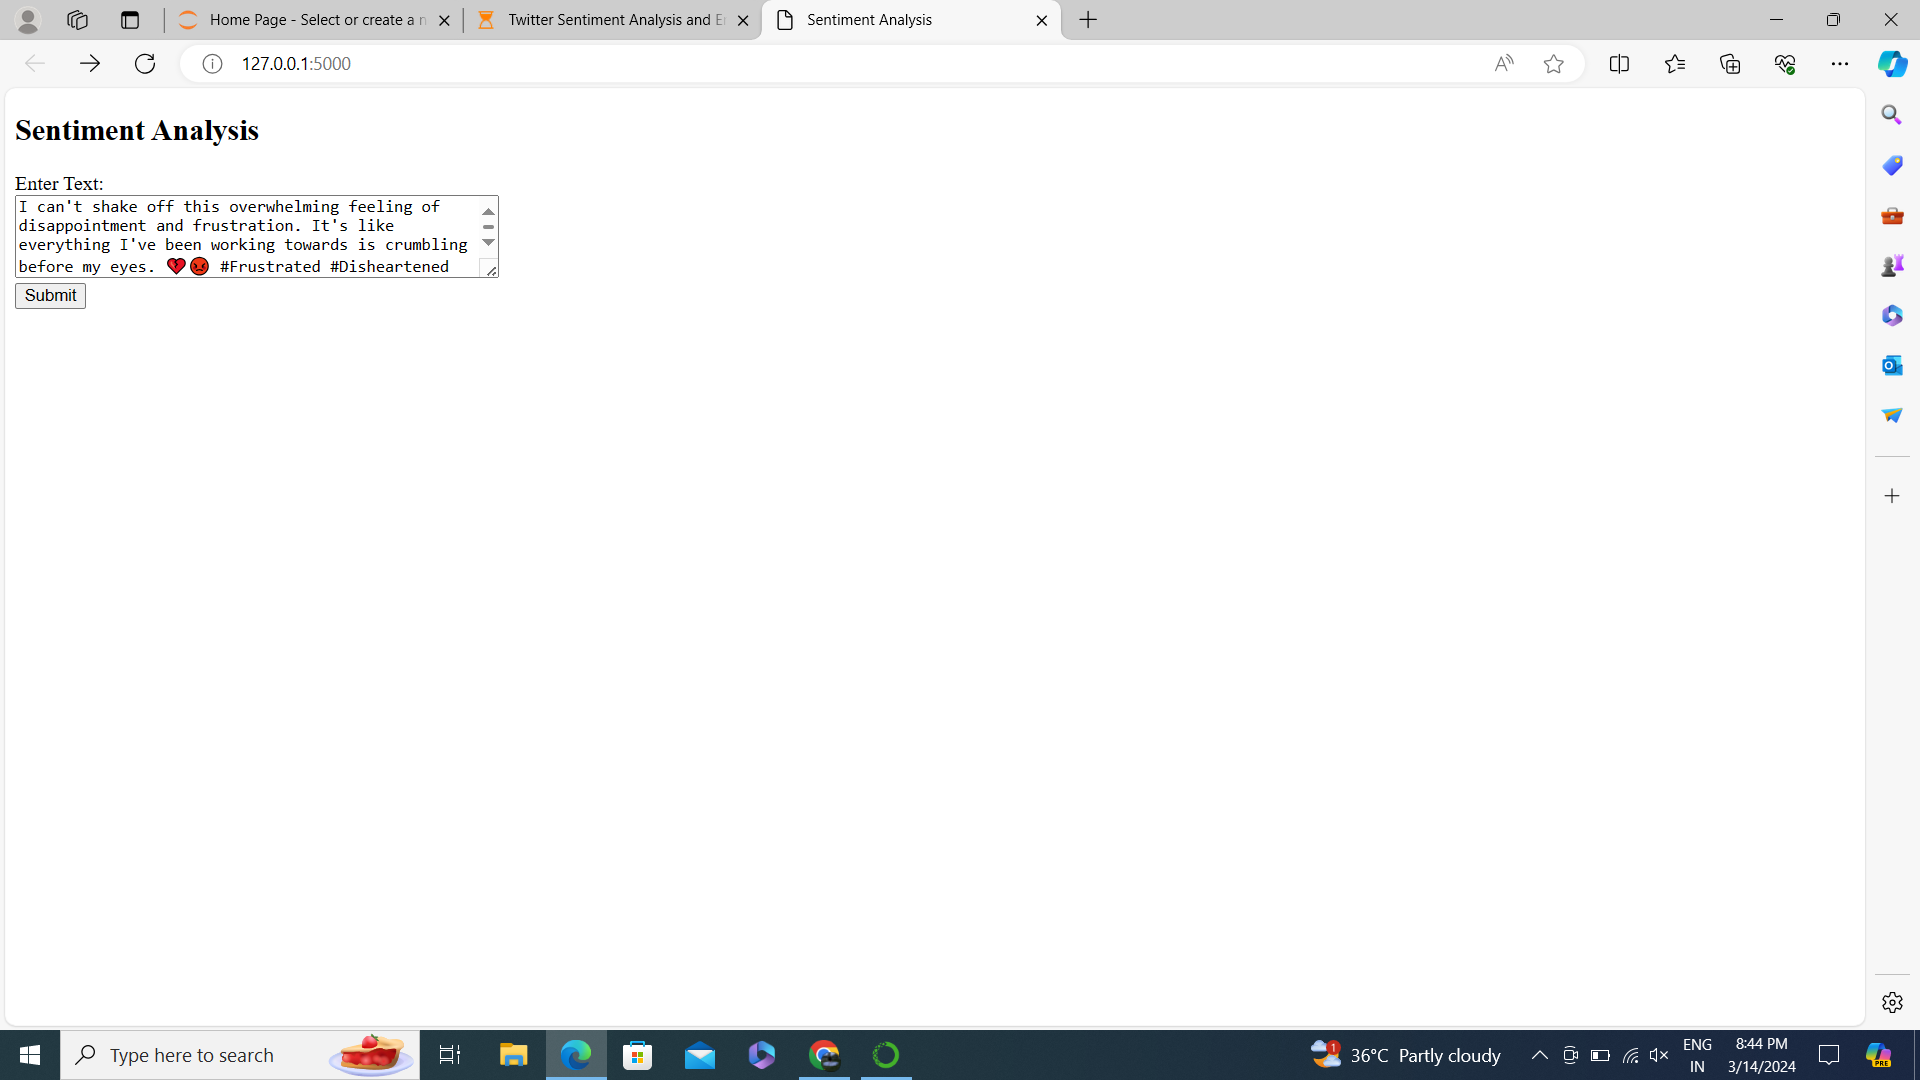 Home Page - Select or create a n
Twitter Sentiment Analysis and E
Sentiment Analysis
127.0.0.1:5000
Sentiment Analysis
Enter Text:
I can't shake off this overwhelming feeling of
disappointment and frustration. It's like
everything I've been working towards is crumbling
before my eyes. 💔😡 #Frustrated #Disheartened
Submit
Type here to search
1
36°C Partly cloudy
ENG
IN
8:44 PM
3/14/2024
PRE